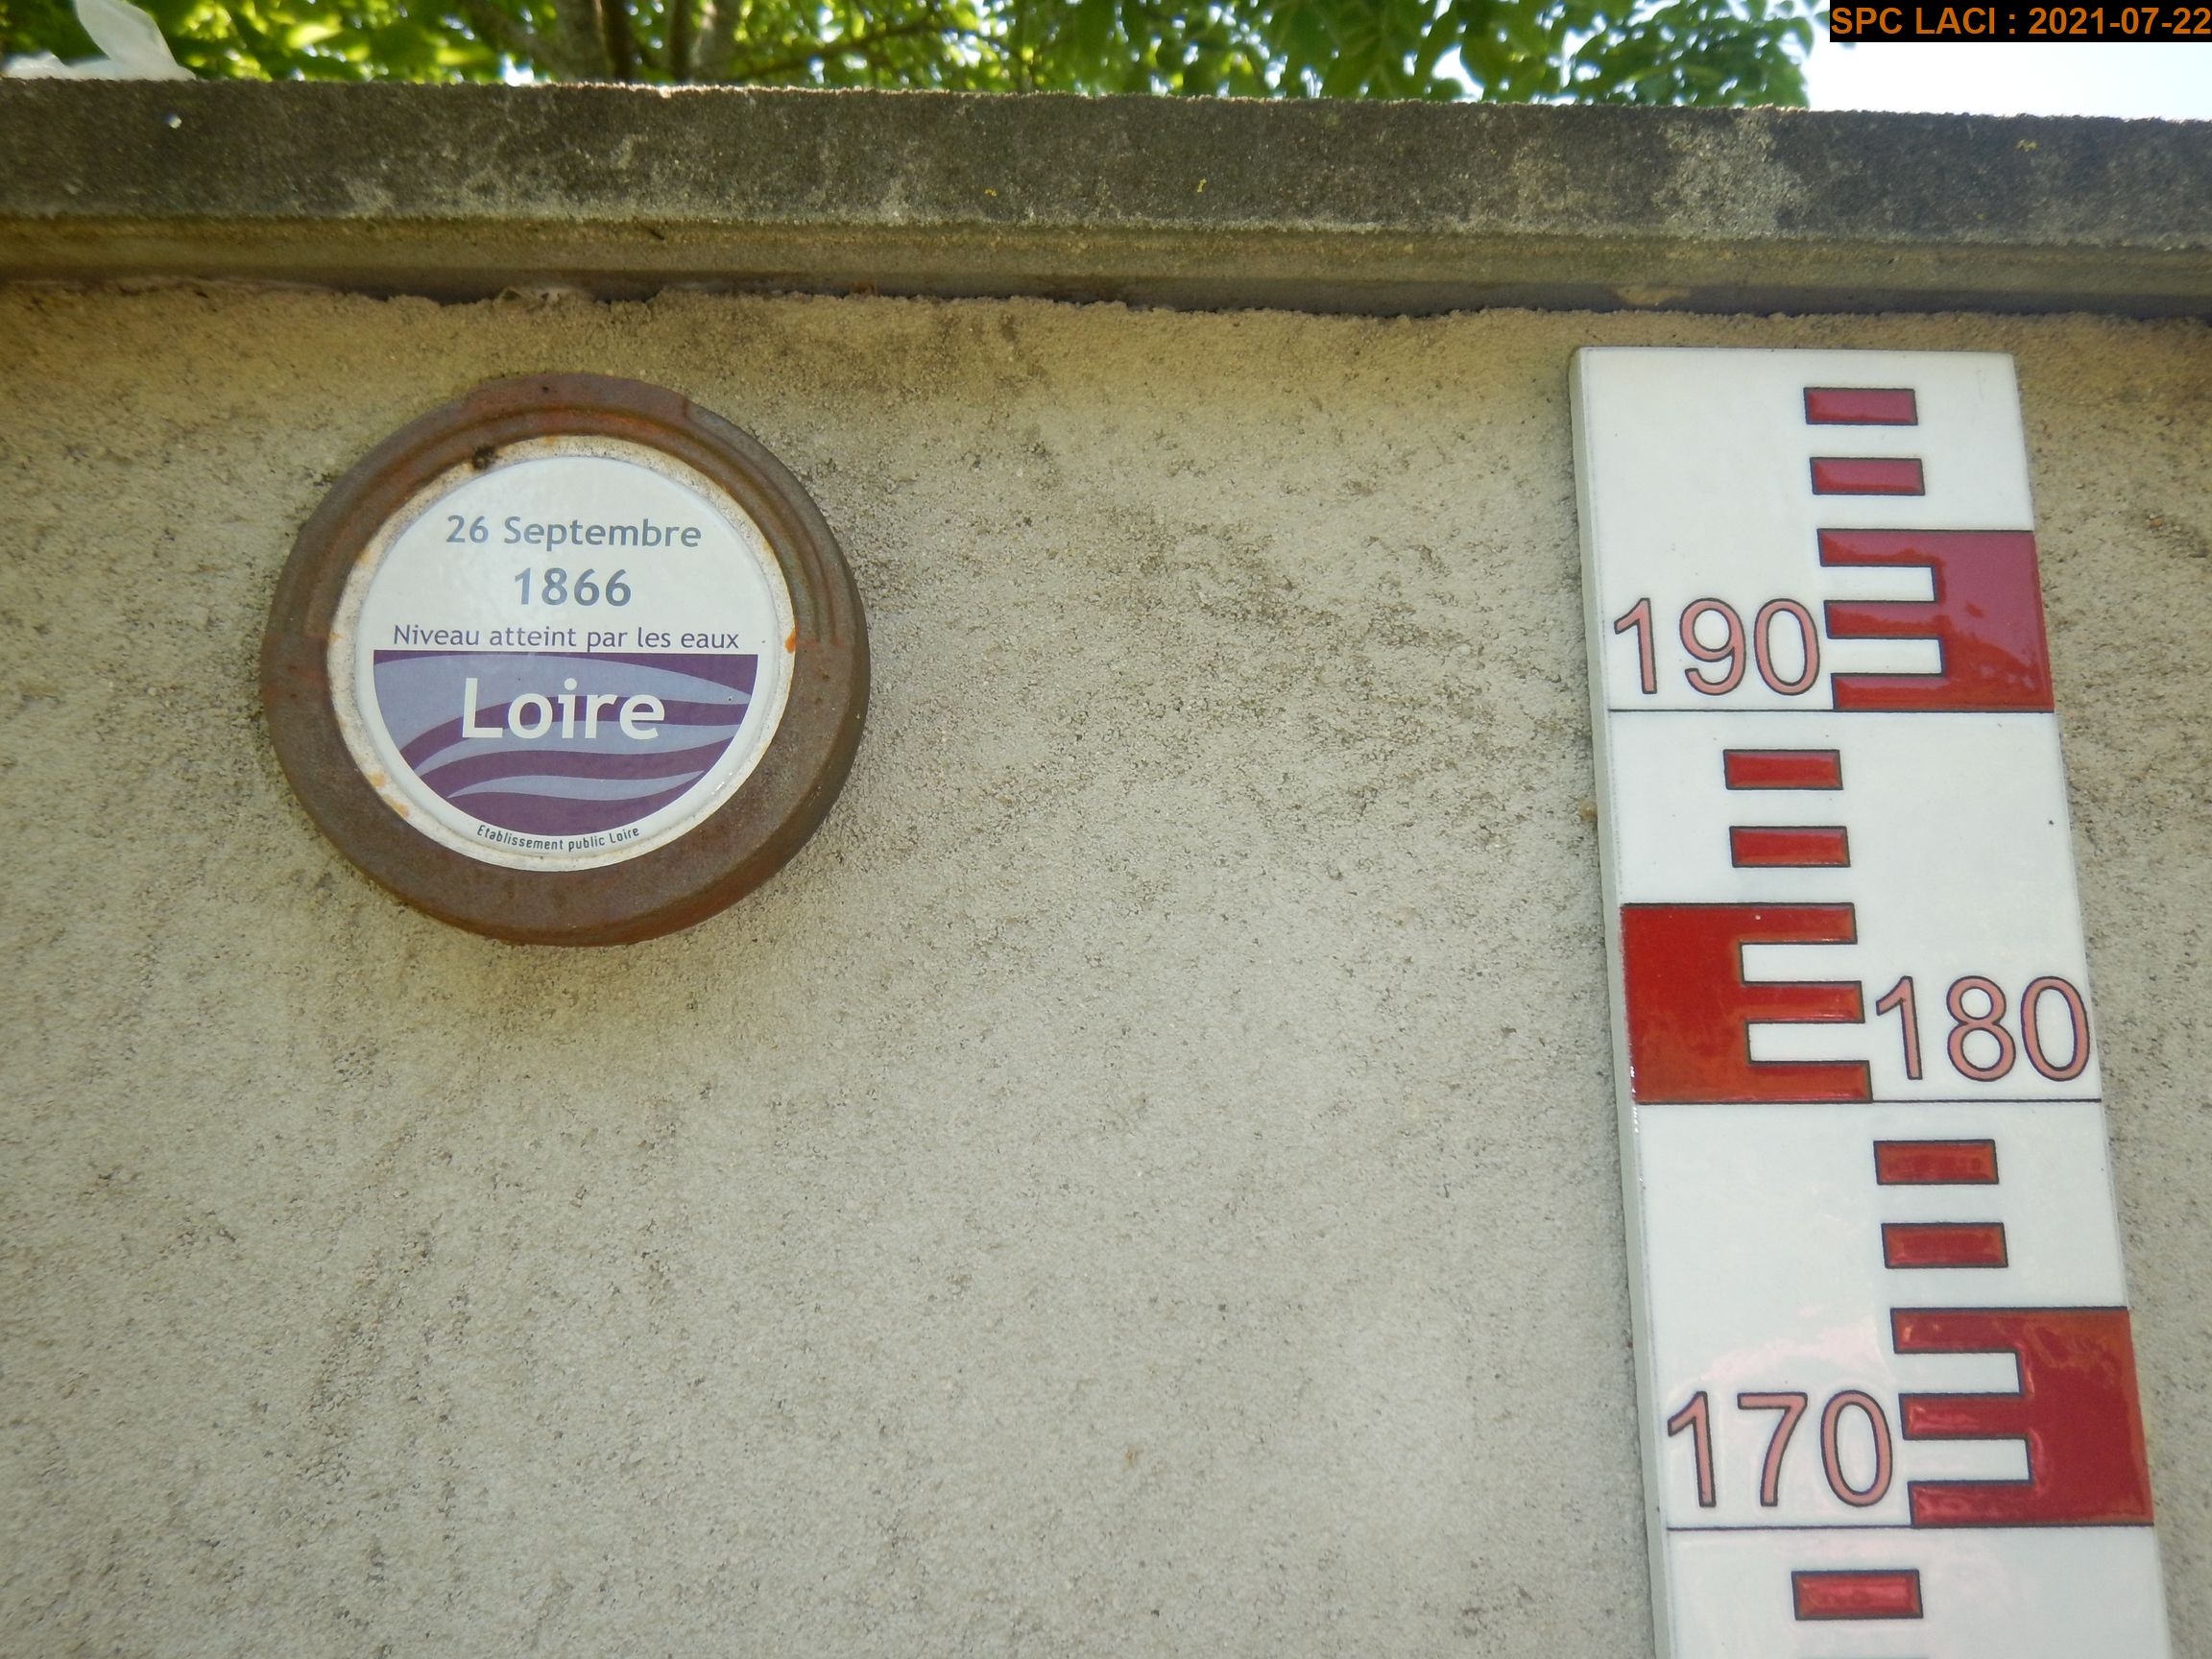 SPC LACI : 2021-07-22
26 Septembre
1866
Niveau atteint par les eaux
Loire
Etablissement public Loire
190
180
170